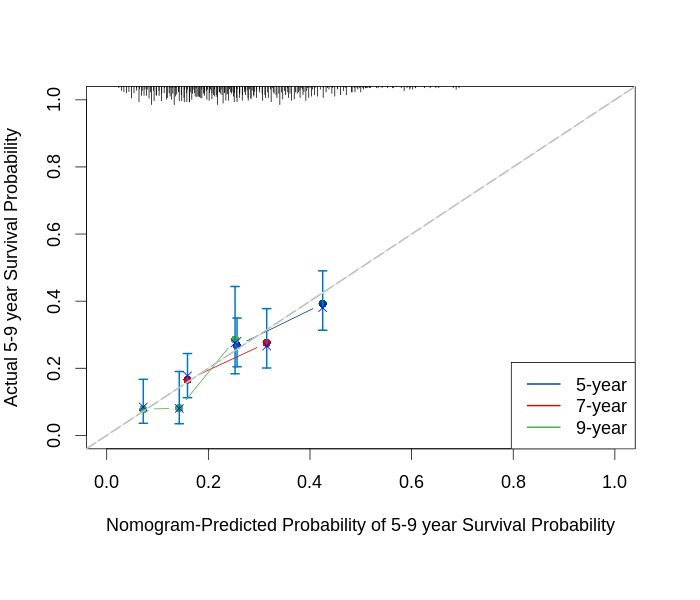 Actual 5-9 year Survival Probability
1.0
0.8
0.6
0.4
0.2
0.0
5-year
7-year
9-year
0.0 0.2 0.4 0.6 0.8 1.0
Nomogram-Predicted Probability of 5-9 year Survival Probability